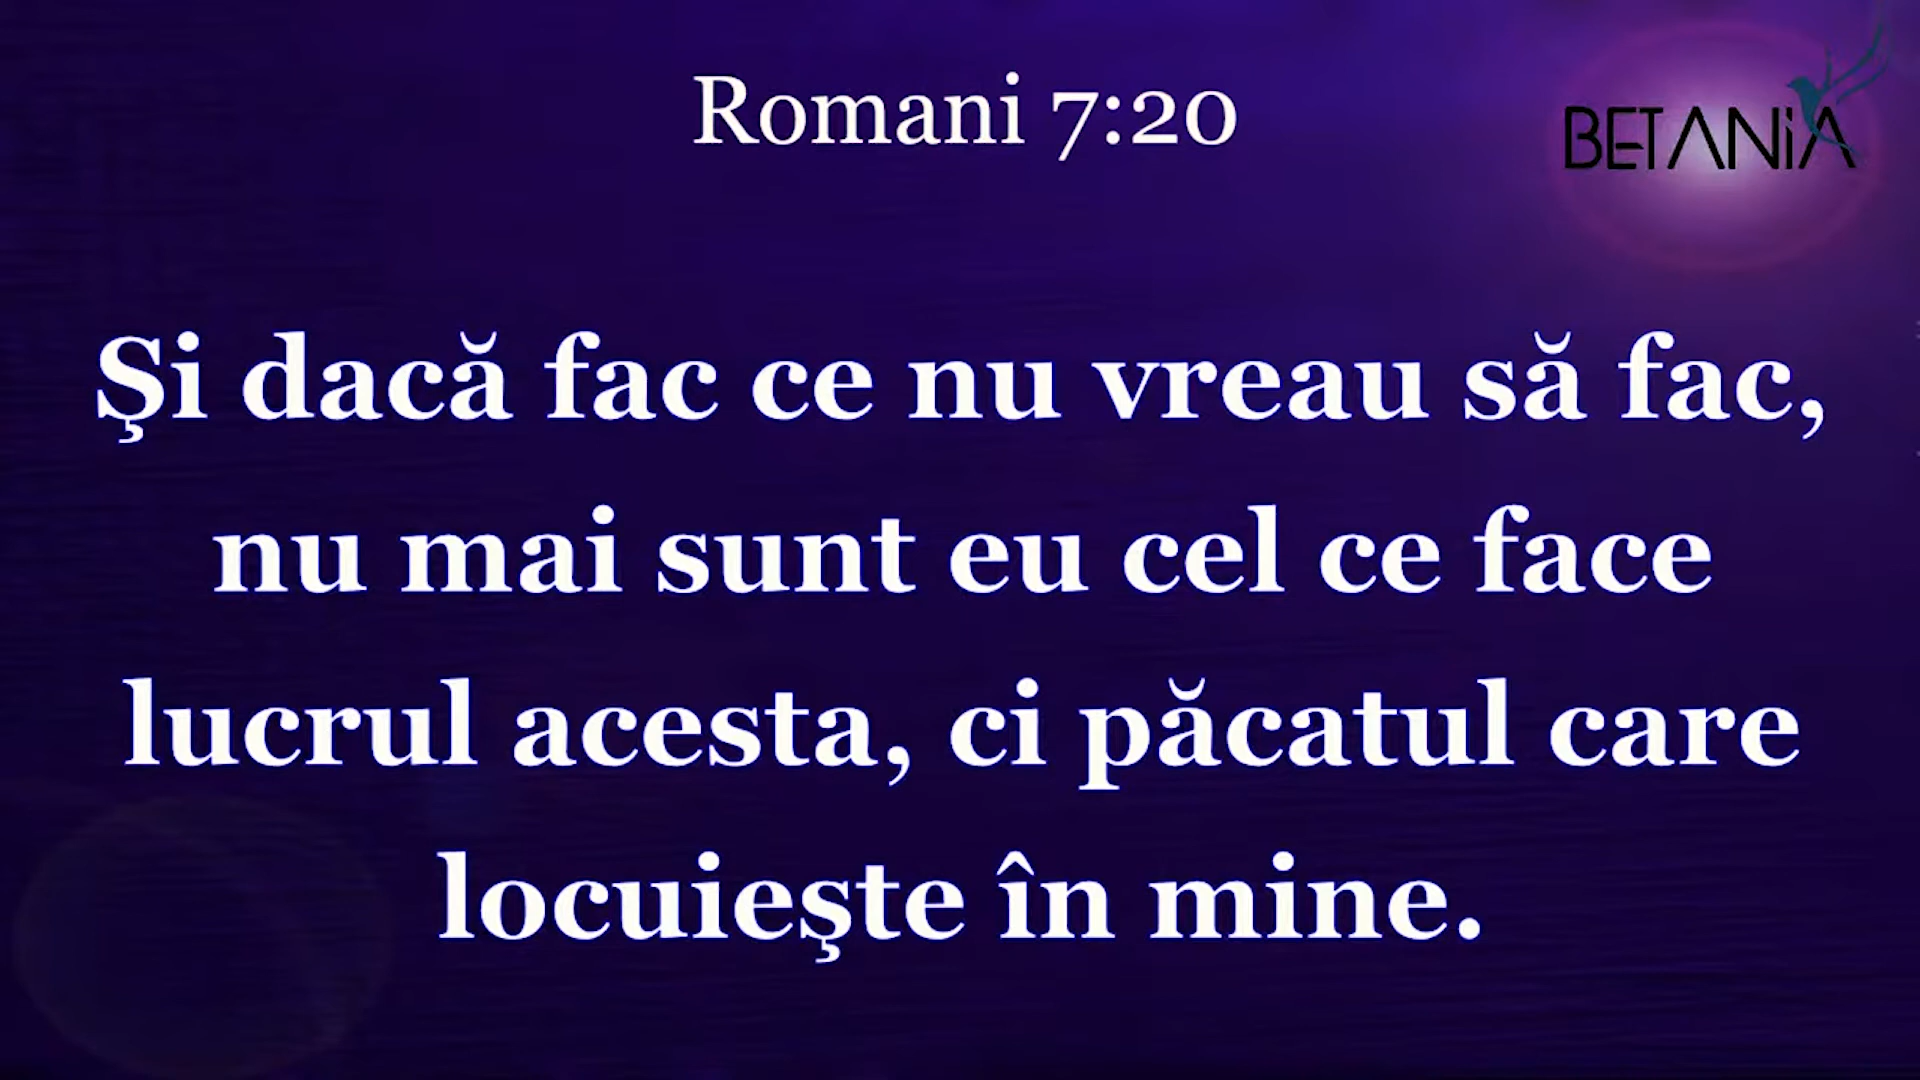 Romani 7:20
BETANiA
Şi dacă fac ce nu vreau să fac,
nu mai sunt eu cel ce face
lucrul acesta, ci păcatul care
locuieşte în mine.